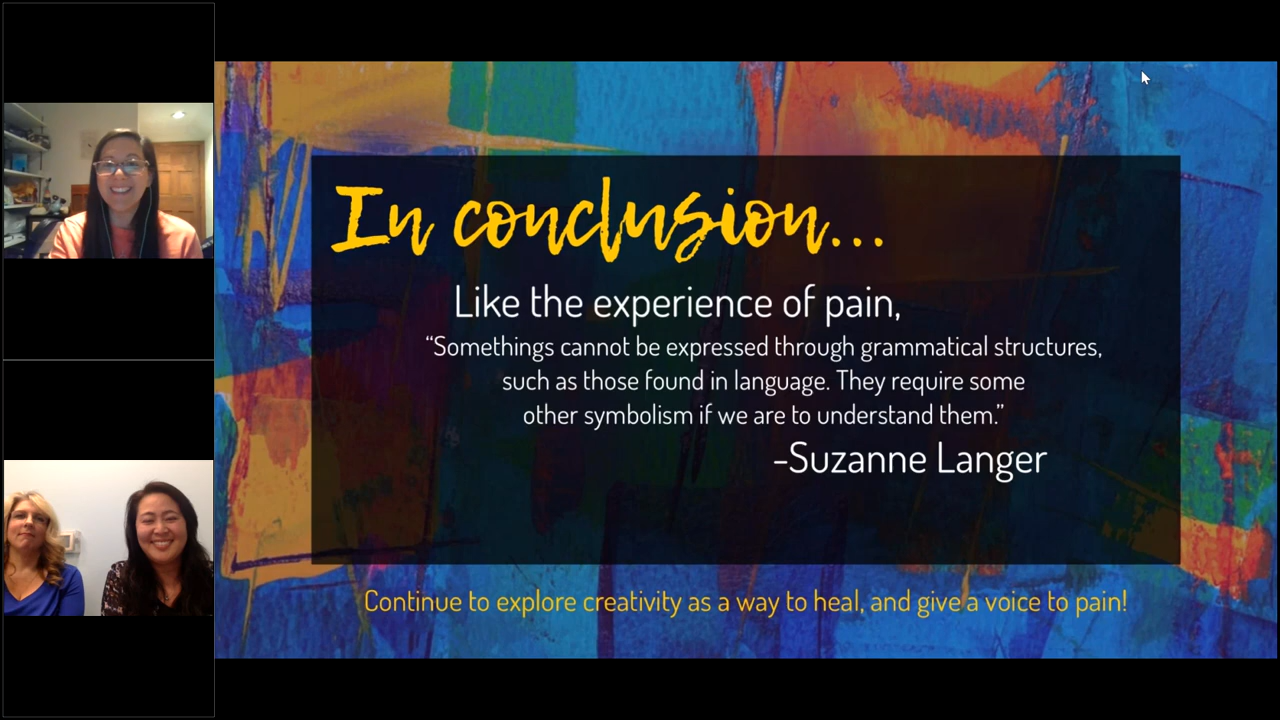 In conclusion...
Like the experience of pain,
“Somethings cannot be expressed through grammatical structures,
such as those found in language. They require some
other symbolism if we are to understand them.”
–Suzanne Langer
Continue to explore creativity as a way to heal, and give a voice to pain!